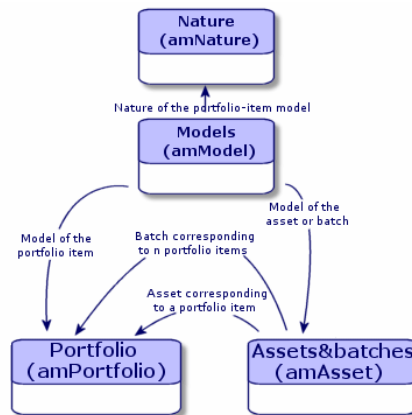 Nature
(amNature)
Nature of the portfolio-item model
Models
(amModel)
Model of the
portfolio item
Batch corresponding
to n portfolio items
Model of the
asset or batch
Asset corresponding
to a portfolio item
Portfolio
(amPortfolio)
Assets&batches
(amAsset)